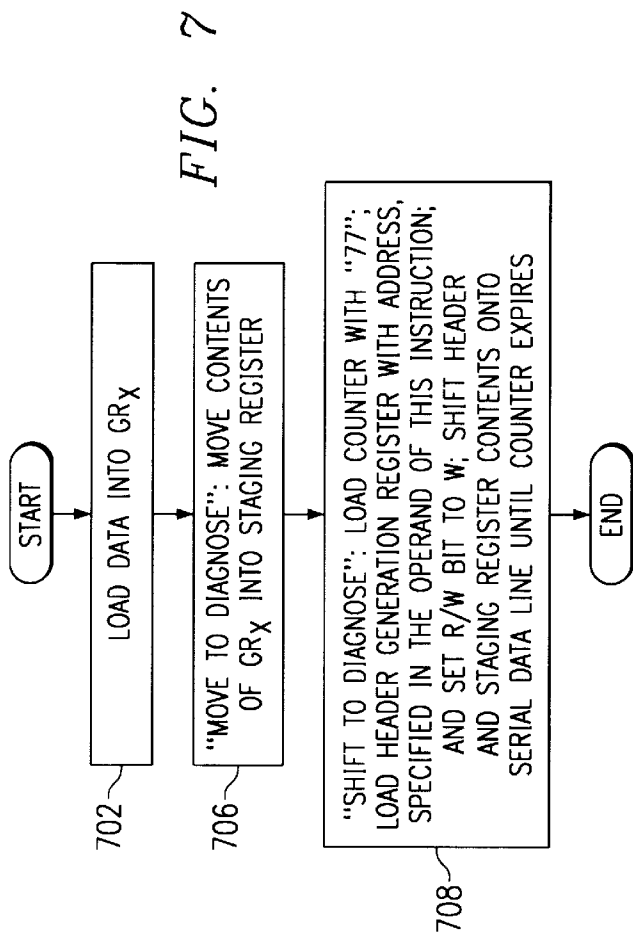 FIG. 7
START
702
LOAD DATA INTO GRX
706
"MOVE TO DIAGNOSE": MOVE CONTENTS
OF GRX INTO STAGING REGISTER
708
"SHIFT TO DIAGNOSE": LOAD COUNTER WITH "77";
LOAD HEADER GENERATION REGISTER WITH ADDRESS,
SPECIFIED IN THE OPERAND OF THIS INSTRUCTION;
AND SET R/W BIT TO W; SHIFT HEADER
AND STAGING REGISTER CONTENTS ONTO
SERIAL DATA LINE UNTIL COUNTER EXPIRES
END